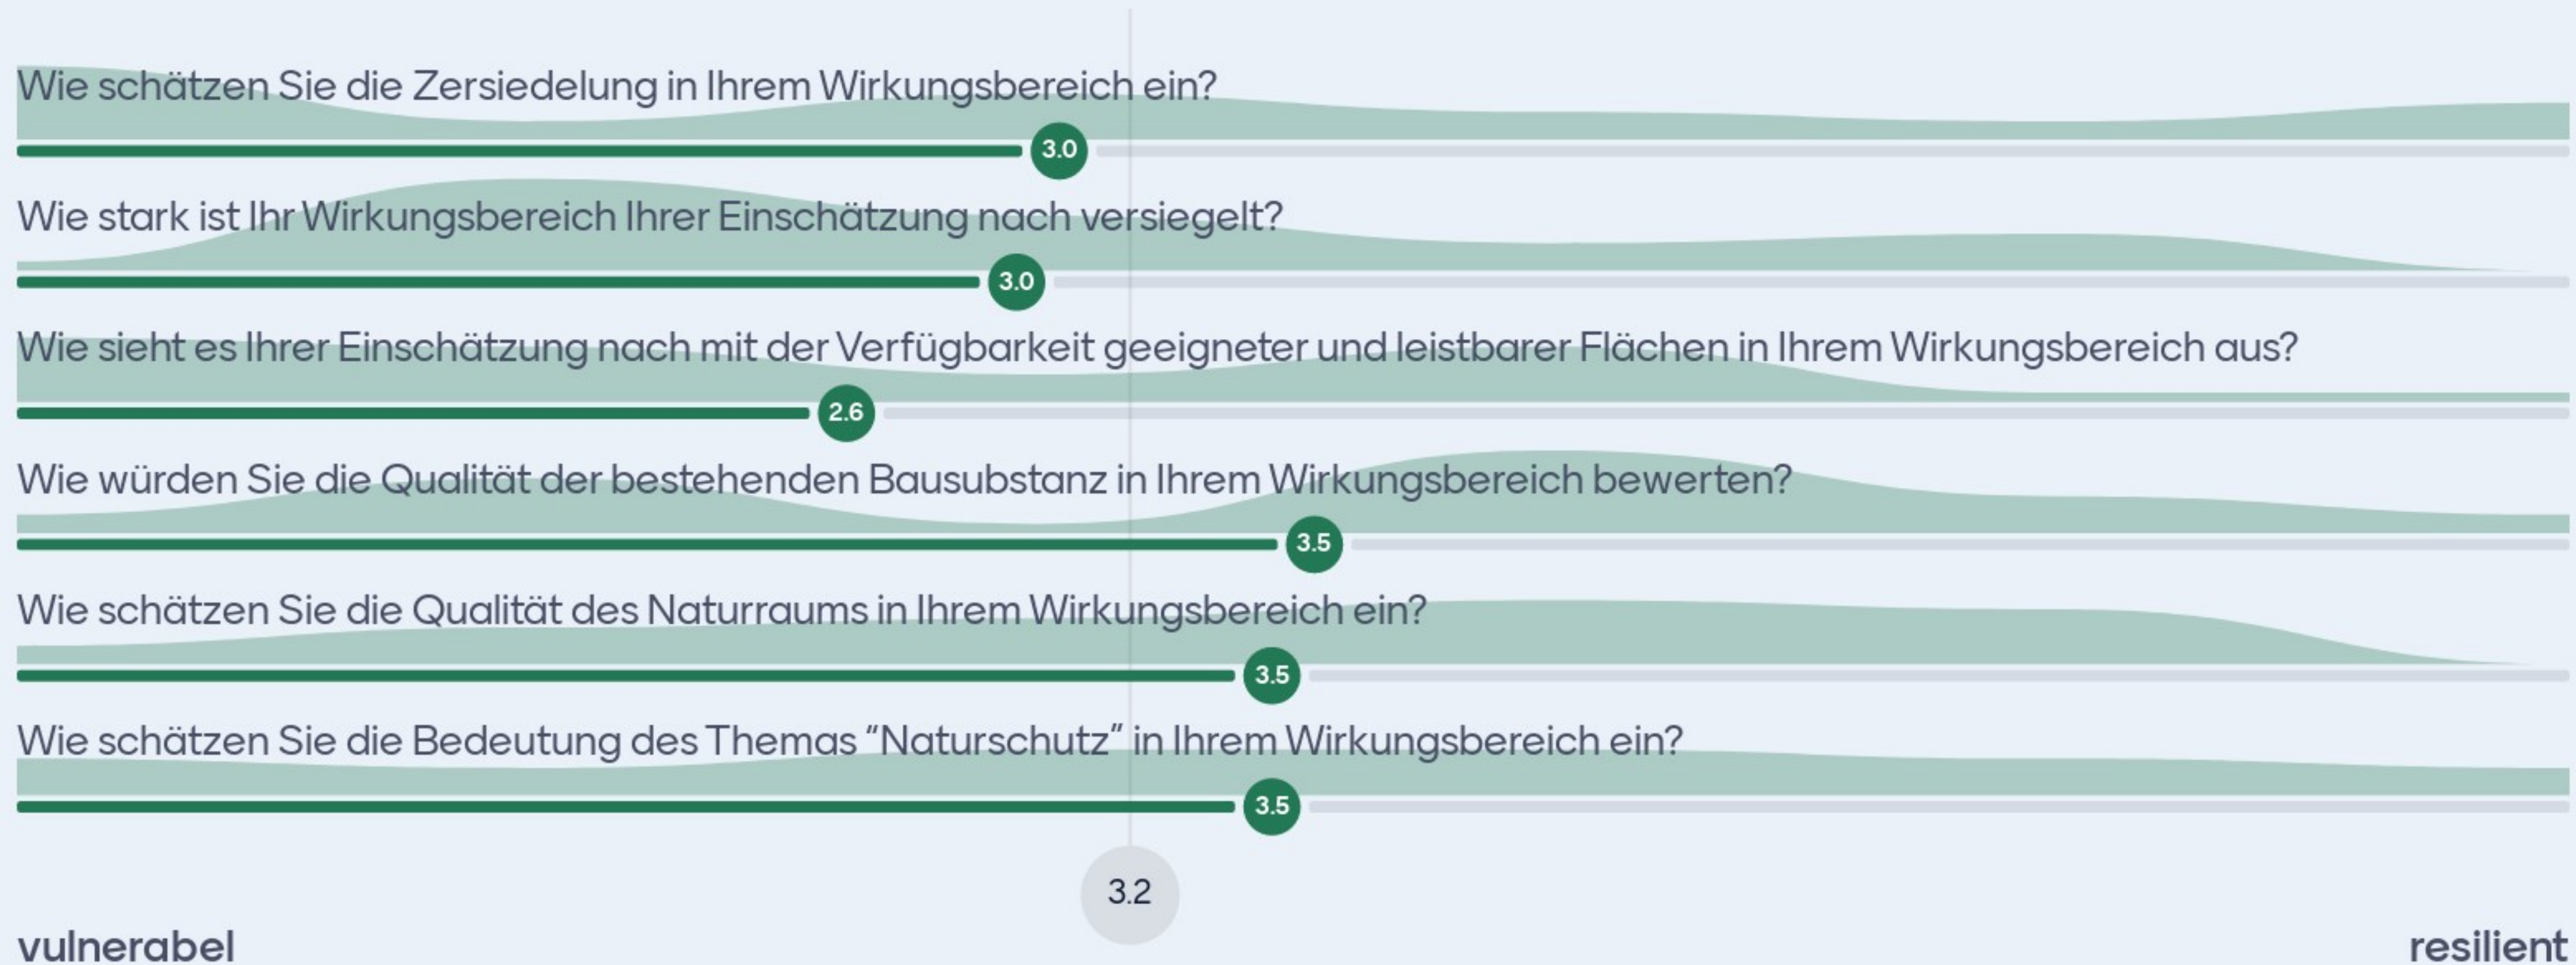 Wie schätzen Sie die Zersiedelung in Ihrem Wirkungsbereich ein?
3.0
Wie stark ist Ihr Wirkungsbereich Ihrer Einschätzung nach versiegelt?
3.0
Wie sieht es Ihrer Einschätzung nach mit der Verfügbarkeit geeigneter und leistbarer Flächen in Ihrem Wirkungsbereich aus?
2.6
Wie würden Sie die Qualität der bestehenden Bausubstanz in Ihrem Wirkungsbereich bewerten?
3.5
Wie schätzen Sie die Qualität des Naturraums in Ihrem Wirkungsbereich ein?
3.5
Wie schätzen Sie die Bedeutung des Themas “Naturschutz” in Ihrem Wirkungsbereich ein?
3.5
3.2
vulnerabel resilient